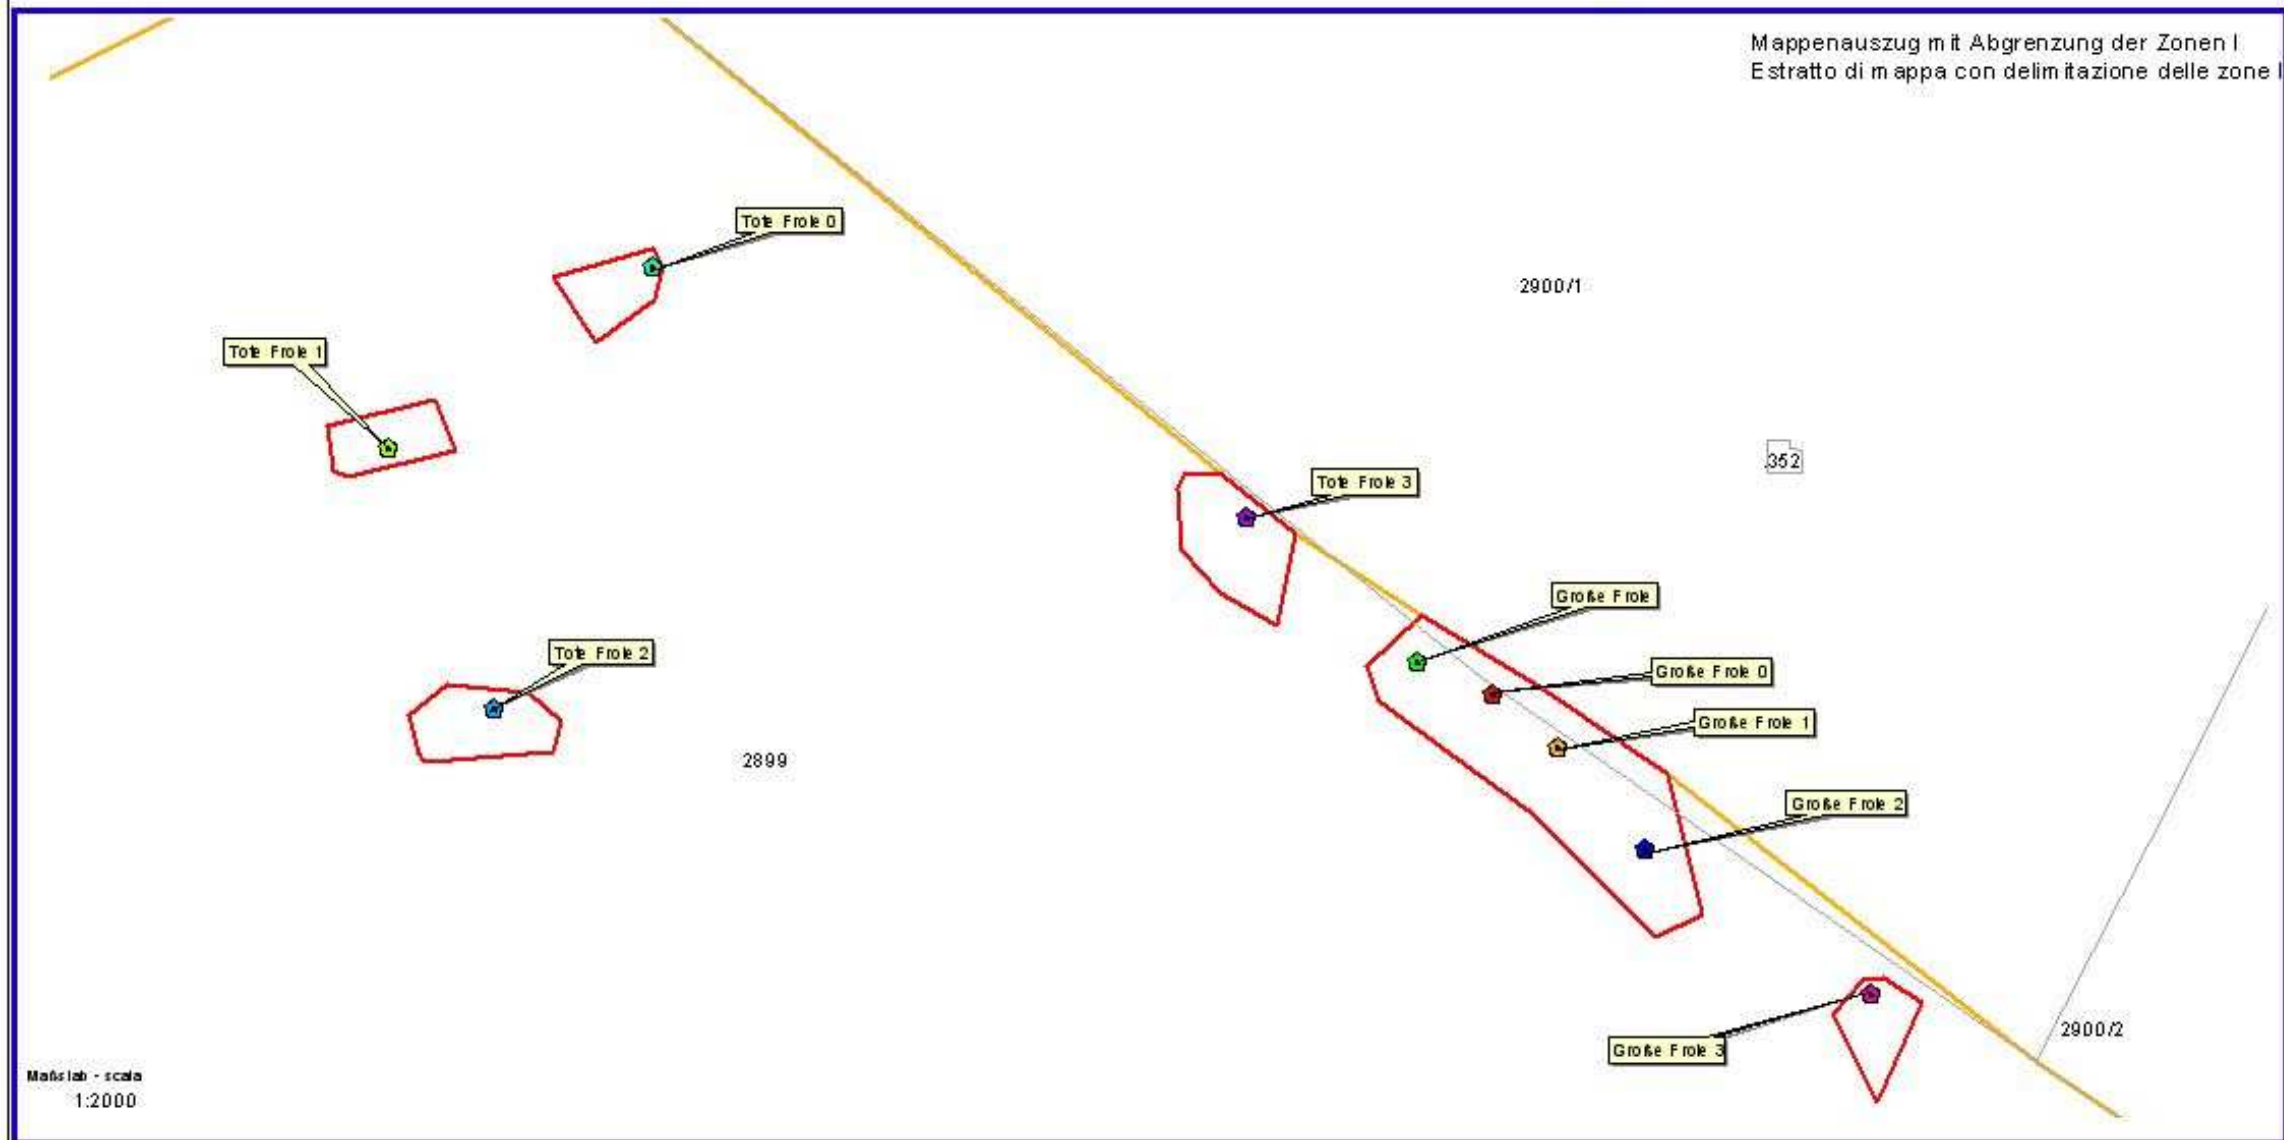 Mappenauszug mit Abgrenzung der Zonen I
Estratto di mappa con delimitazione delle zone I
Tote Frole 0
2900/1
Tote Frole 1
.352
Tote Frole 3
Große Frole
Tote Frole 2
Große Frole 0
Große Frole 1
2899
Große Frole 2
2900/2
Große Frole 3
Maßstab - scala
1:2000